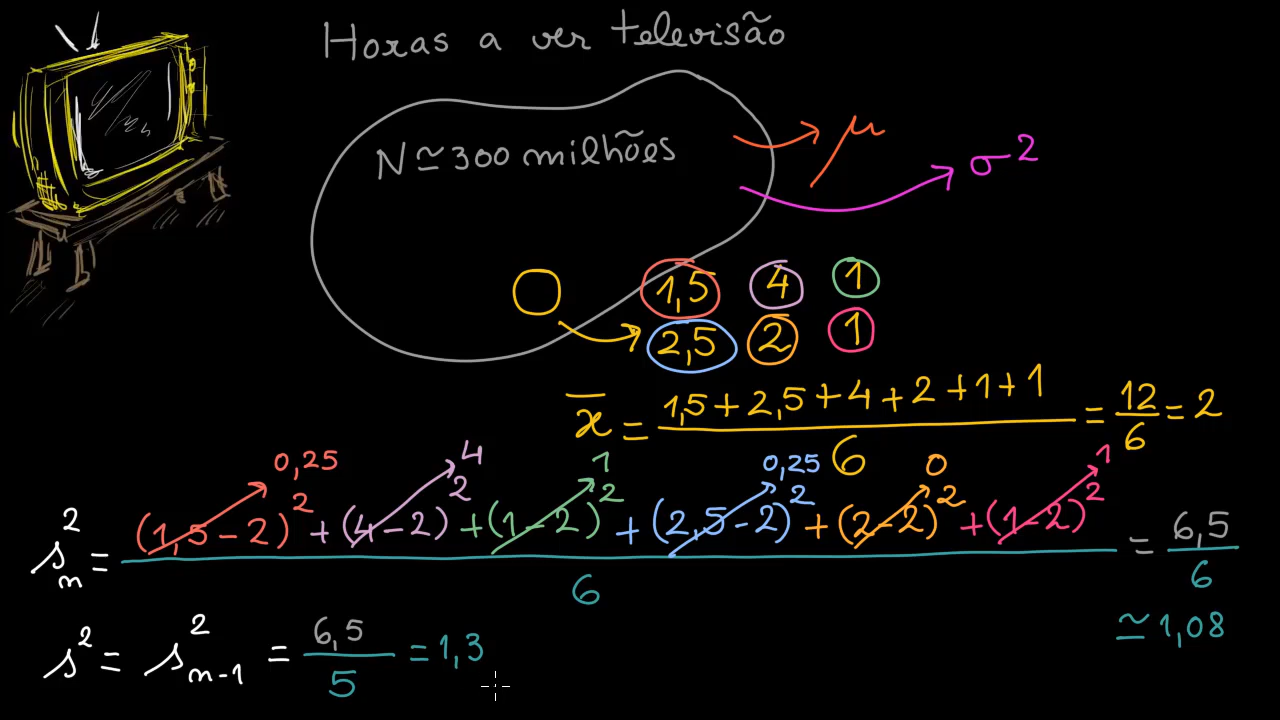 Horas a ver televisão
N ≃ 300 milhões
μ
σ²
1,5 4 1
2,5 2 1
x̄ = (1,5 + 2,5 + 4 + 2 + 1 + 1) / 6 = 12/6 = 2
0,25 4 1 0,25 0 1
s²ₙ = ((1,5 - 2)² + (4 - 2)² + (1 - 2)² + (2,5 - 2)² + (2 - 2)² + (1 - 2)²) / 6 = 6,5/6
≃ 1,08
s² = s²ₙ₋₁ = 6,5/5 = 1,3